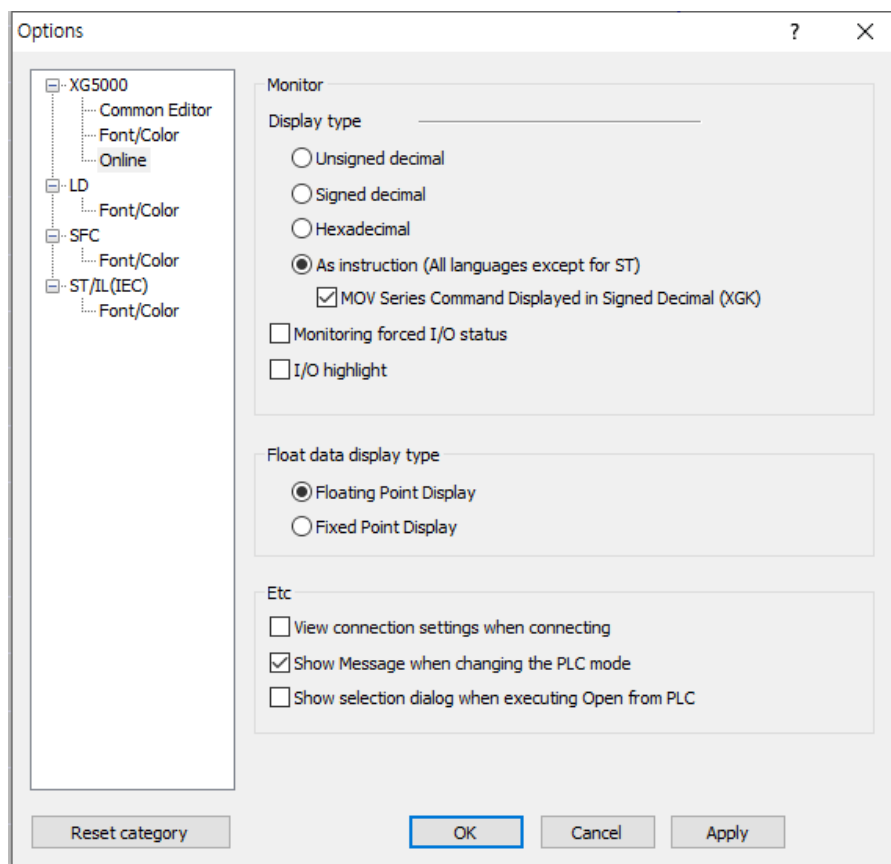 Options
?
XG5000
Common Editor
Font/Color
Online
LD
Font/Color
SFC
Font/Color
ST/IL(IEC)
Font/Color
Monitor
Display type
Unsigned decimal
Signed decimal
Hexadecimal
As instruction (All languages except for ST)
MOV Series Command Displayed in Signed Decimal (XGK)
Monitoring forced I/O status
I/O highlight
Float data display type
Floating Point Display
Fixed Point Display
Etc
View connection settings when connecting
Show Message when changing the PLC mode
Show selection dialog when executing Open from PLC
Reset category
OK
Cancel
Apply